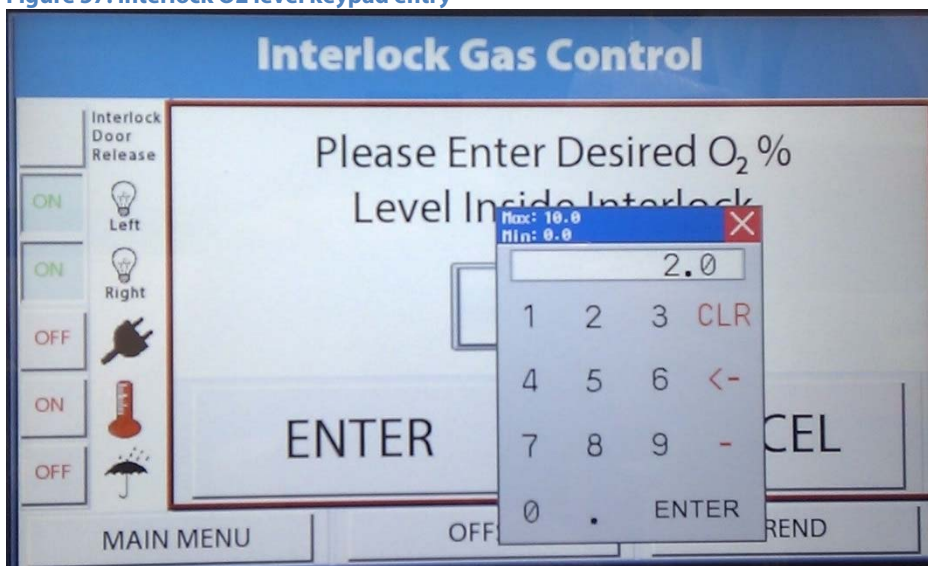 Interlock Gas Control
Interlock
Door
Release
ON
Left
ON
Right
OFF
ON
OFF
Please Enter Desired O₂ %
Level Inside Interlock
Max: 10.0
Min: 0.0
2.0
1 2 3 CLR
4 5 6 <-
7 8 9 -
0 . ENTER
ENTER
CEL
MAIN MENU
OFF
REND